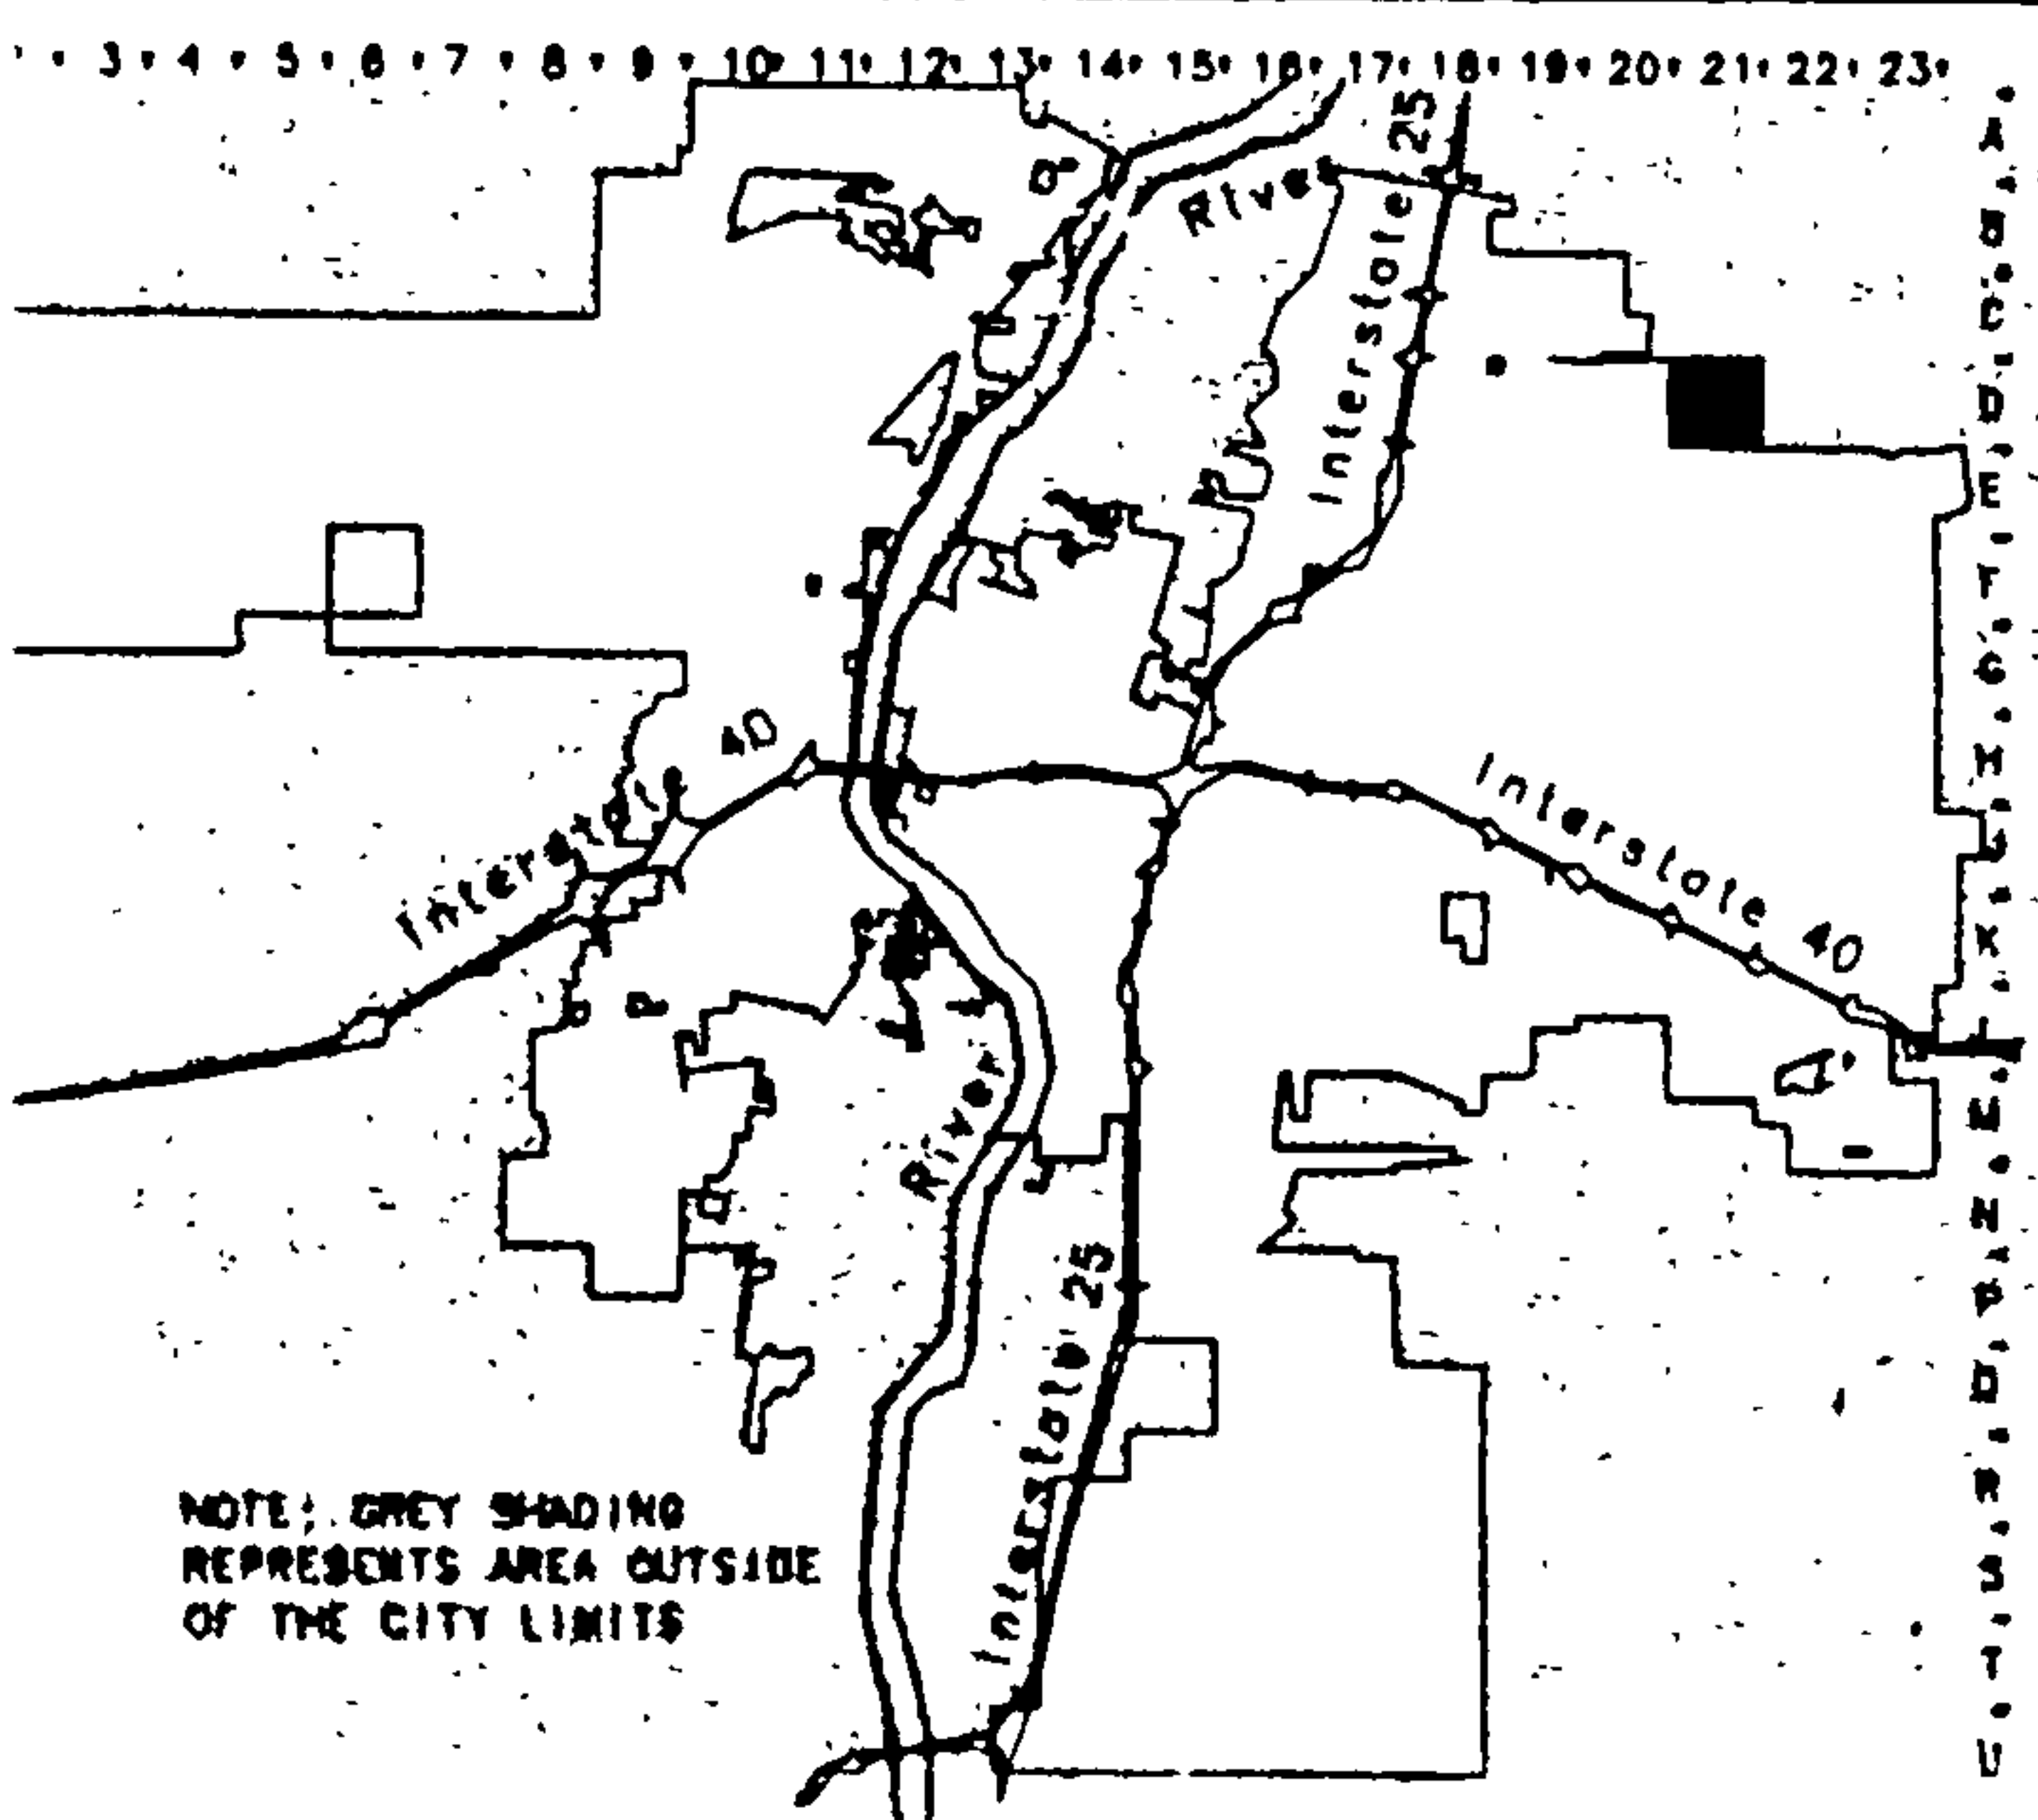 3 • 4 • 5 • 6 • 7 • 8 • 9 • 10 • 11 • 12 • 13 • 14 • 15 • 16 • 17 • 18 • 19 • 20 • 21 • 22 • 23 •
A
B
C
D
E
F
G
H
J
K
L
M
N
P
Q
R
S
T
U
River
Interstate 25
Interstate 40
Interstate 40
River
Interstate 25
NOTE: GREY SHADING
REPRESENTS AREA OUTSIDE
OF THE CITY LIMITS